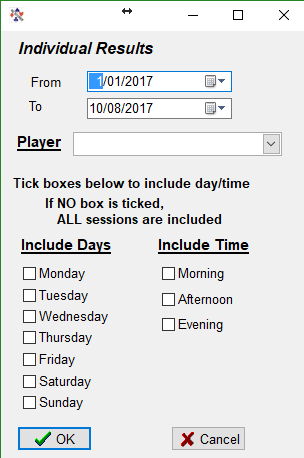 Individual Results
From 1/01/2017
To 10/08/2017
Player
Tick boxes below to include day/time
If NO box is ticked,
ALL sessions are included
Include Days
Monday
Tuesday
Wednesday
Thursday
Friday
Saturday
Sunday
Include Time
Morning
Afternoon
Evening
OK
Cancel